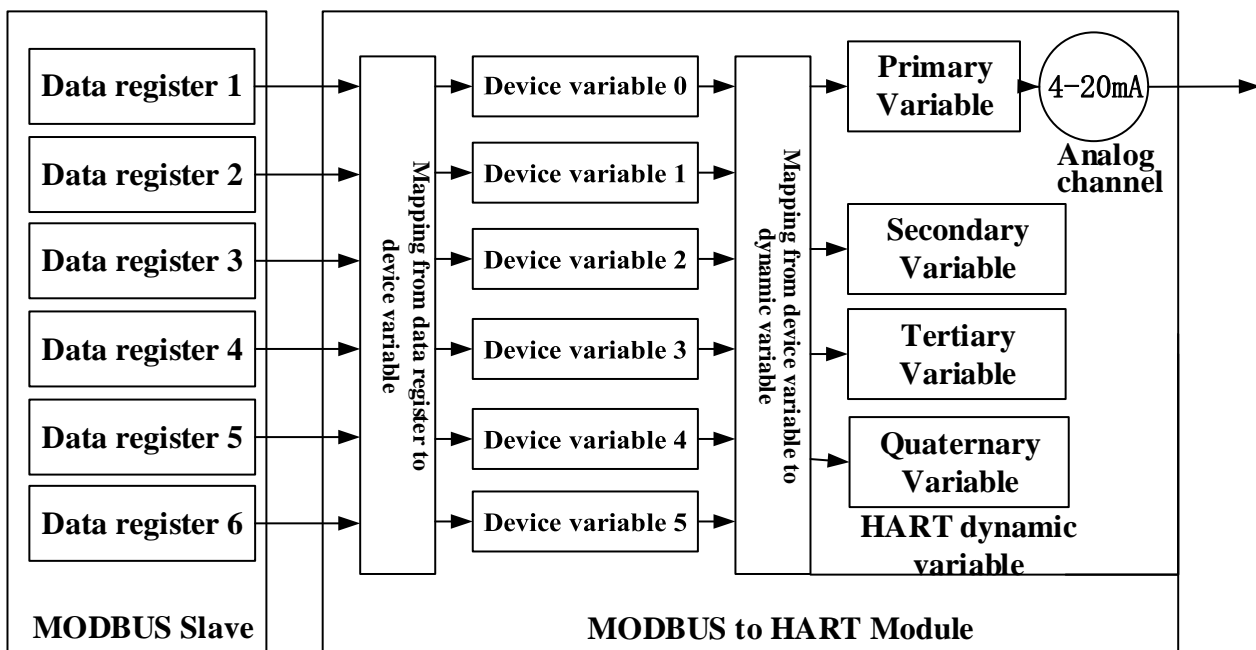 Data register 1
Data register 2
Data register 3
Data register 4
Data register 5
Data register 6
MODBUS Slave
Mapping from data register to
device variable
Device variable 0
Device variable 1
Device variable 2
Device variable 3
Device variable 4
Device variable 5
Mapping from device variable to
dynamic variable
Primary
Variable
4-20mA
Analog
channel
Secondary
Variable
Tertiary
Variable
Quaternary
Variable
HART dynamic
variable
MODBUS to HART Module